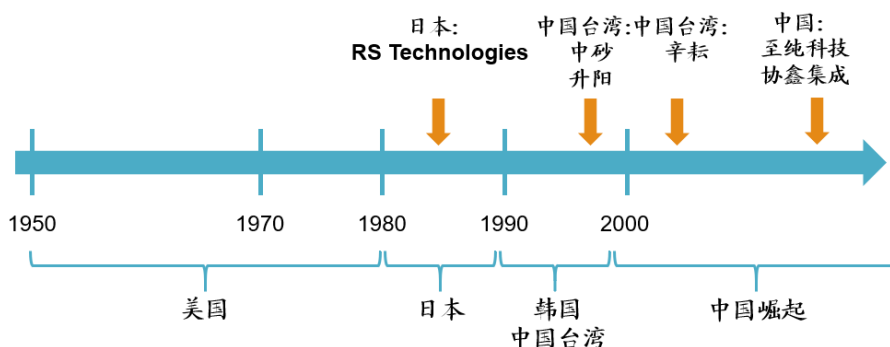 日本:
RS Technologies
中国台湾:
中砂
升阳
中国台湾:
辛耘
中国:
至纯科技
协鑫集成
1950
1970
1980
1990
2000
美国
日本
韩国
中国台湾
中国崛起